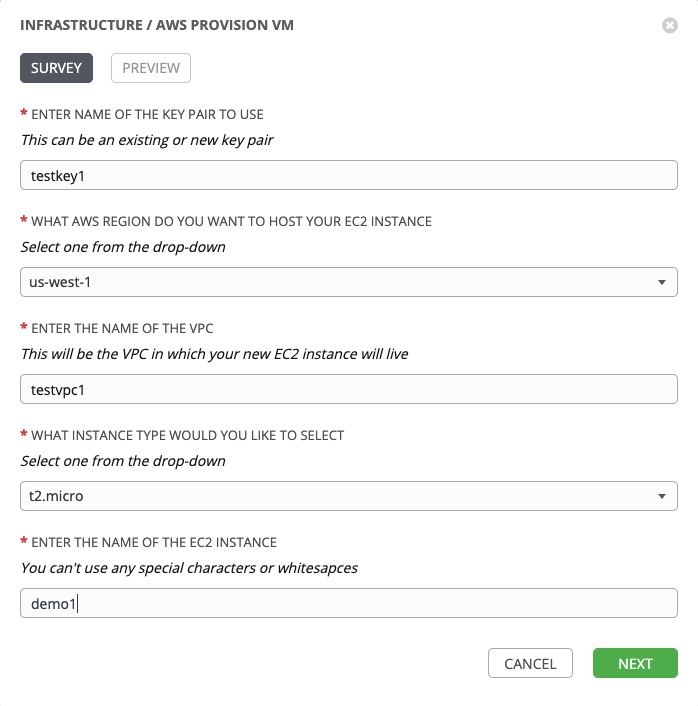 INFRASTRUCTURE / AWS PROVISION VM
SURVEY PREVIEW
* ENTER NAME OF THE KEY PAIR TO USE
This can be an existing or new key pair
testkey1
* WHAT AWS REGION DO YOU WANT TO HOST YOUR EC2 INSTANCE
Select one from the drop-down
us-west-1
* ENTER THE NAME OF THE VPC
This will be the VPC in which your new EC2 instance will live
testvpc1
* WHAT INSTANCE TYPE WOULD YOU LIKE TO SELECT
Select one from the drop-down
t2.micro
* ENTER THE NAME OF THE EC2 INSTANCE
You can't use any special characters or whitesapces
demo1
CANCEL NEXT